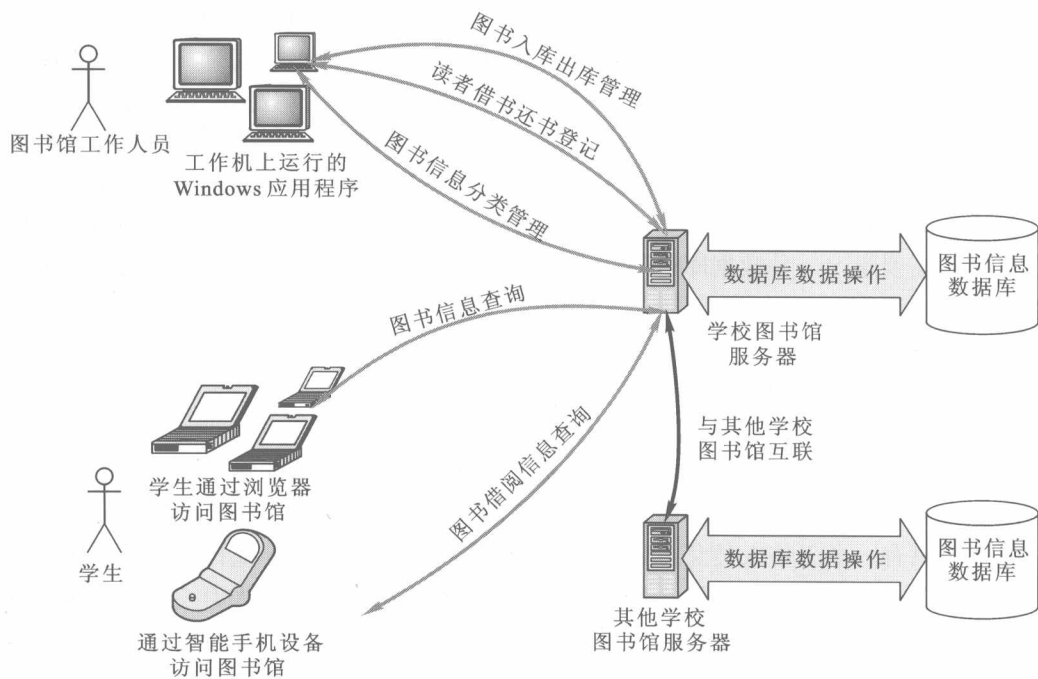 图书馆工作人员
工作机上运行的
Windows 应用程序
图书入库出库管理
读者借书还书登记
图书信息分类管理
数据库数据操作
图书信息
数据库
学校图书馆
服务器
图书信息查询
图书借阅信息查询
与其他学校
图书馆互联
学生通过浏览器
访问图书馆
学生
通过智能手机设备
访问图书馆
数据库数据操作
图书信息
数据库
其他学校
图书馆服务器